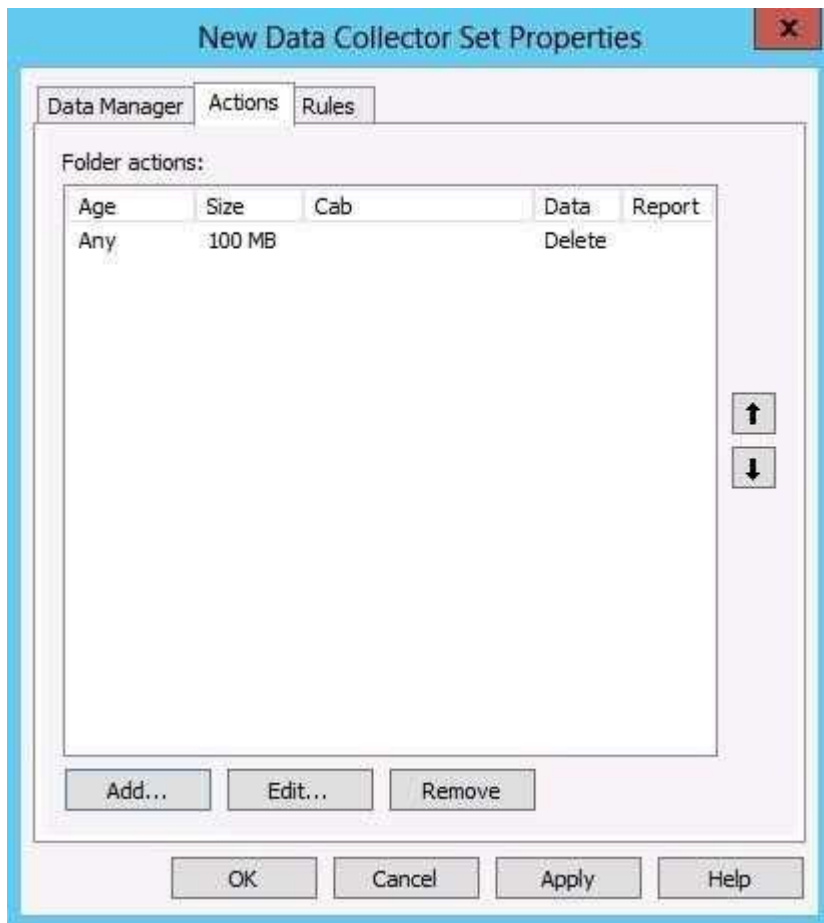 New Data Collector Set Properties
x
Data Manager Actions Rules
Folder actions:
Age Size Cab Data Report
Any 100 MB Delete
Add... Edit... Remove
OK Cancel Apply Help